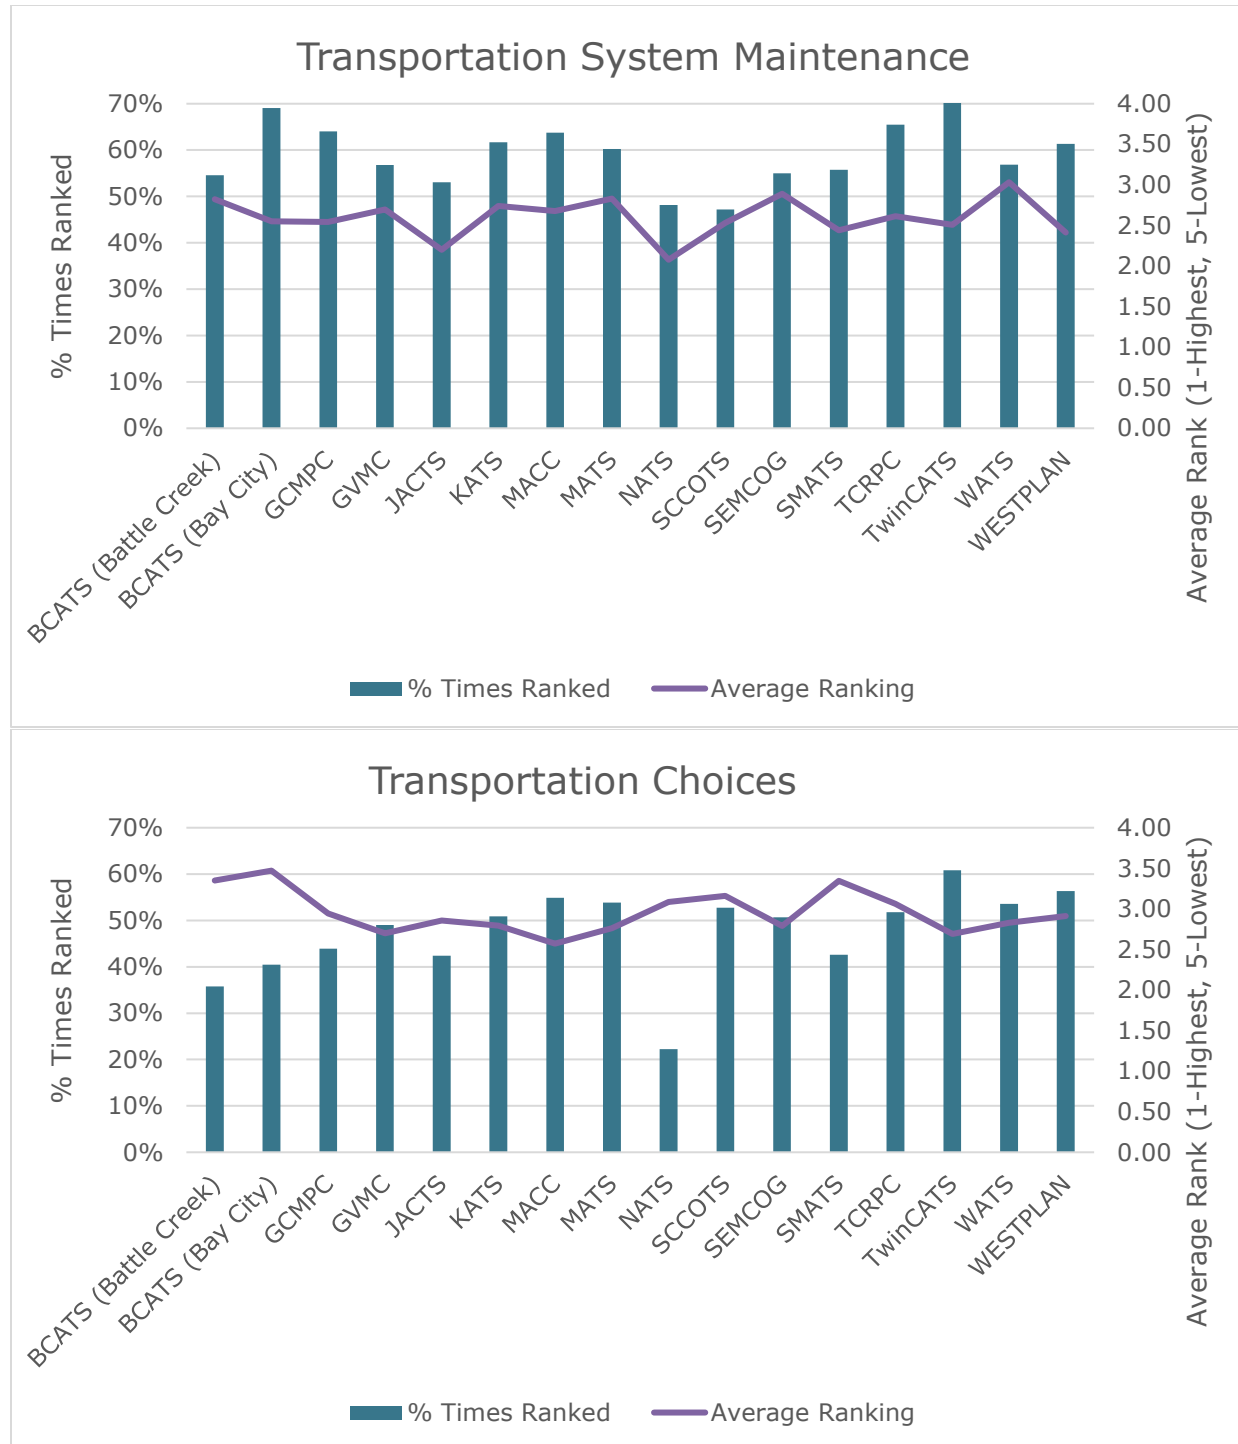 Transportation System Maintenance
70%
60%
50%
40%
30%
20%
10%
0%
% Times Ranked
4.00
3.50
3.00
2.50
2.00
1.50
1.00
0.50
0.00
Average Rank (1-Highest, 5-Lowest)
BCATS (Battle Creek)
BCATS (Bay City)
GCMPC
GVMC
JACTS
KATS
MACC
MATS
NATS
SCCOTS
SEMCOG
SMATS
TCRPC
TwinCATS
WATS
WESTPLAN
% Times Ranked
Average Ranking
Transportation Choices
70%
60%
50%
40%
30%
20%
10%
0%
% Times Ranked
4.00
3.50
3.00
2.50
2.00
1.50
1.00
0.50
0.00
Average Rank (1-Highest, 5-Lowest)
BCATS (Battle Creek)
BCATS (Bay City)
GCMPC
GVMC
JACTS
KATS
MACC
MATS
NATS
SCCOTS
SEMCOG
SMATS
TCRPC
TwinCATS
WATS
WESTPLAN
% Times Ranked
Average Ranking